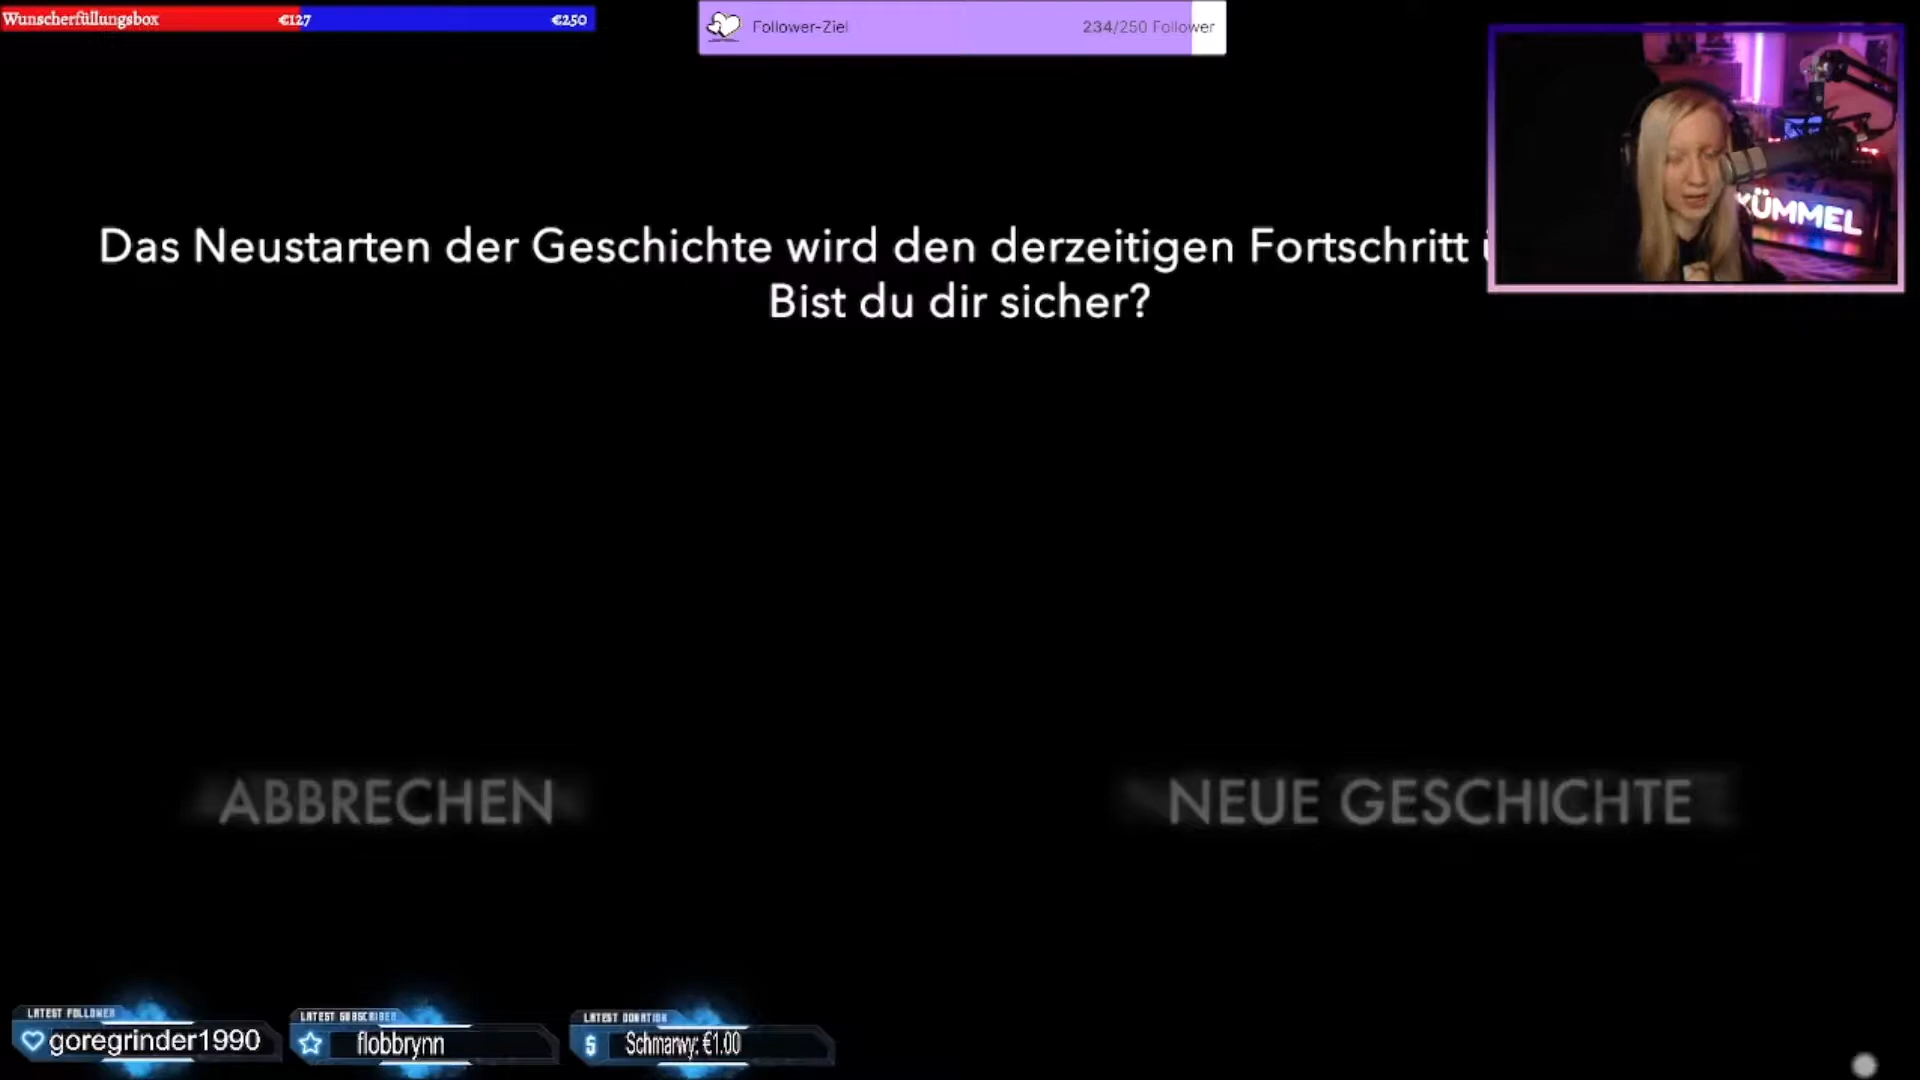 Wunscherfüllungsbox €127 €250
Follower-Ziel 234/250 Follower
KÜMMEL
Das Neustarten der Geschichte wird den derzeitigen Fortschritt
Bist du dir sicher?
ABBRECHEN NEUE GESCHICHTE
LATEST FOLLOWER LATEST SUBSCRIBER LATEST DONATION
goregrinder1990 flobbrynn $ Schmarwy: €1.00